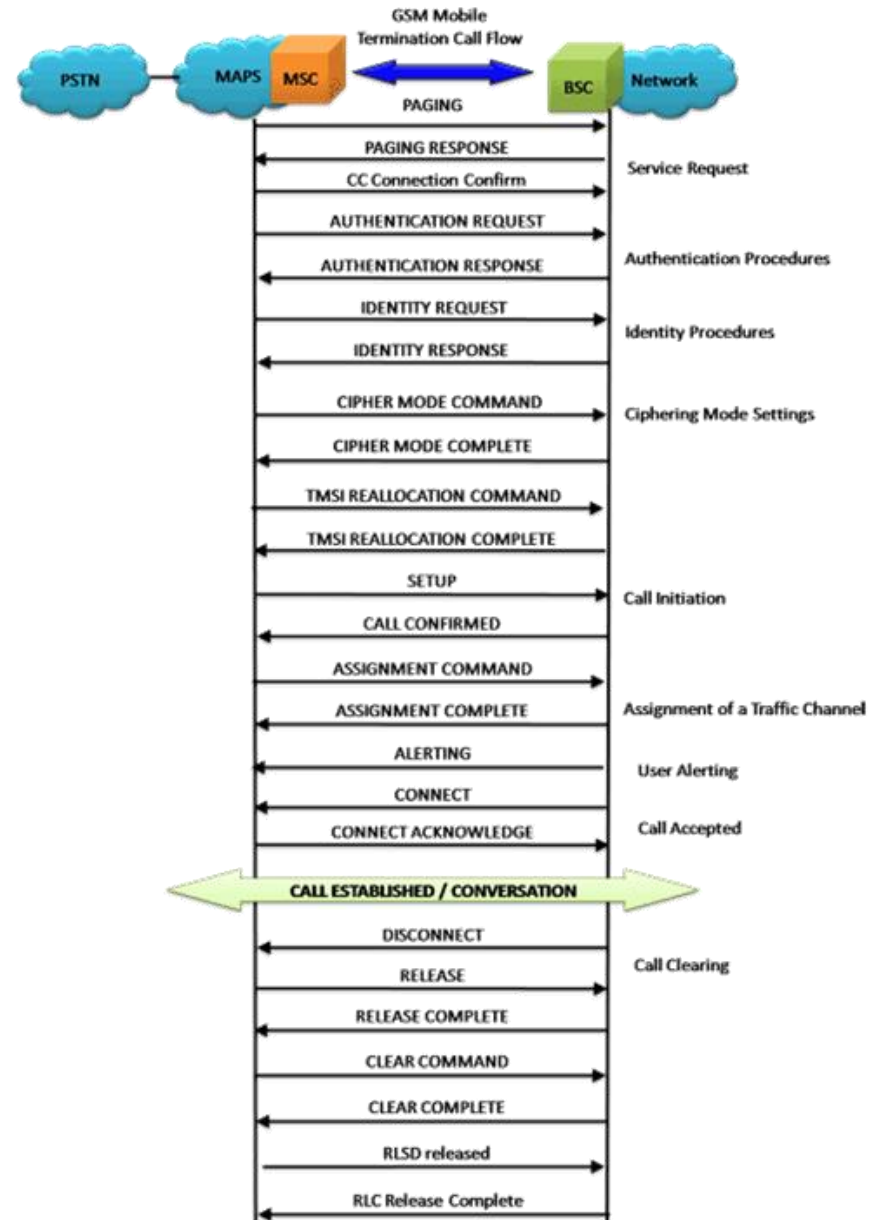 GSM Mobile
Termination Call Flow
PSTN
MAPS
MSC
BSC
Network
PAGING
PAGING RESPONSE
Service Request
CC Connection Confirm
AUTHENTICATION REQUEST
Authentication Procedures
AUTHENTICATION RESPONSE
IDENTITY REQUEST
Identity Procedures
IDENTITY RESPONSE
CIPHER MODE COMMAND
Ciphering Mode Settings
CIPHER MODE COMPLETE
TMSI REALLOCATION COMMAND
TMSI REALLOCATION COMPLETE
SETUP
Call Initiation
CALL CONFIRMED
ASSIGNMENT COMMAND
ASSIGNMENT COMPLETE
Assignment of a Traffic Channel
ALERTING
User Alerting
CONNECT
CONNECT ACKNOWLEDGE
Call Accepted
CALL ESTABLISHED / CONVERSATION
DISCONNECT
Call Clearing
RELEASE
RELEASE COMPLETE
CLEAR COMMAND
CLEAR COMPLETE
RLSD released
RLC Release Complete